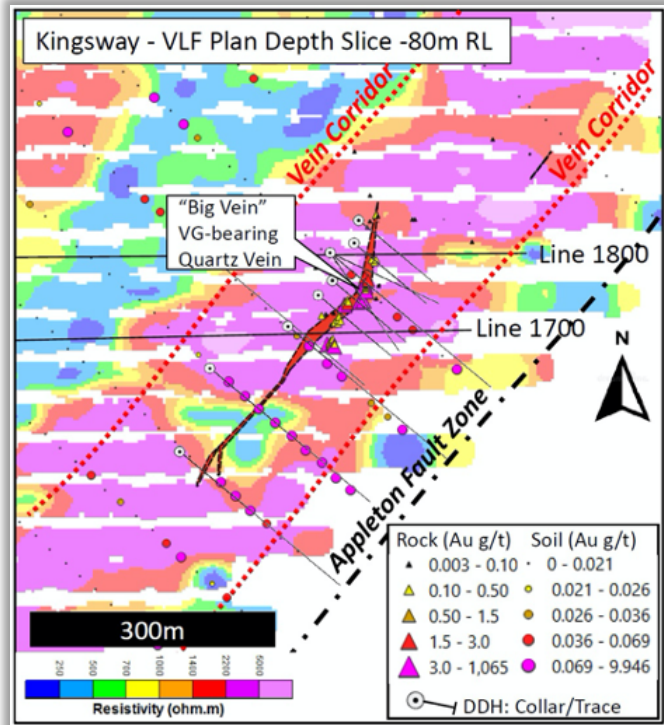 Kingsway - VLF Plan Depth Slice -80m RL
Vein Corridor
Vein Corridor
"Big Vein"
VG-bearing
Quartz Vein
Line 1800
Line 1700
N
Appleton Fault Zone
Rock (Au g/t) Soil (Au g/t)
0.003 - 0.10 0 - 0.021
0.10 - 0.50 0.021 - 0.026
0.50 - 1.5 0.026 - 0.036
1.5 - 3.0 0.036 - 0.069
3.0 - 1,065 0.069 - 9.946
DDH: Collar/Trace
300m
250 500 700 1000 1400 2200 6000
Resistivity (ohm.m)